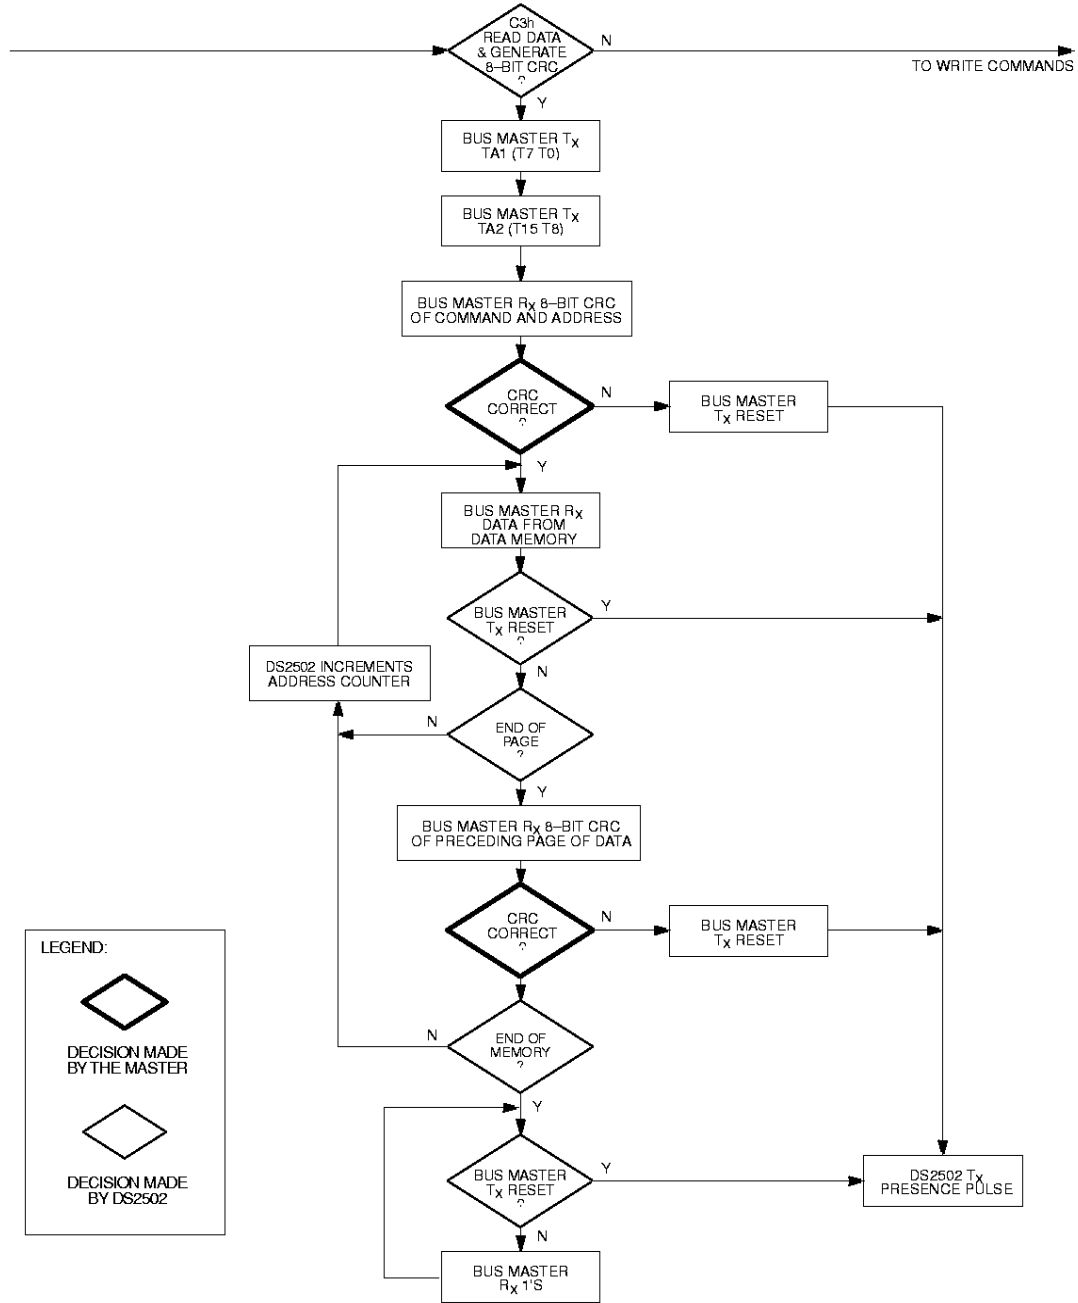 C3h
READ DATA
& GENERATE
8–BIT CRC
?
N
TO WRITE COMMANDS
Y
BUS MASTER TX
TA1 (T7 T0)
BUS MASTER TX
TA2 (T15 T8)
BUS MASTER RX 8–BIT CRC
OF COMMAND AND ADDRESS
CRC
CORRECT
?
N
BUS MASTER
TX RESET
Y
BUS MASTER RX
DATA FROM
DATA MEMORY
BUS MASTER
TX RESET
?
Y
DS2502 INCREMENTS
ADDRESS COUNTER
N
END OF
PAGE
?
N
Y
BUS MASTER RX 8–BIT CRC
OF PRECEDING PAGE OF DATA
CRC
CORRECT
?
N
BUS MASTER
TX RESET
LEGEND:
DECISION MADE
BY THE MASTER
DECISION MADE
BY DS2502
END OF
MEMORY
?
N
Y
BUS MASTER
TX RESET
?
Y
DS2502 TX
PRESENCE PULSE
N
BUS MASTER
RX 1'S